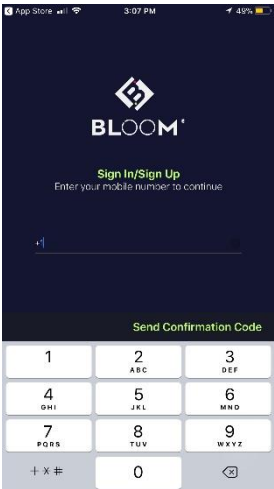 App Store 3:07 PM 49%
BLOOM
Sign In/Sign Up
Enter your mobile number to continue
+1
Send Confirmation Code
1 2 3
ABC DEF
4 5 6
GHI JKL MNO
7 8 9
PQRS TUV WXYZ
+ * # 0